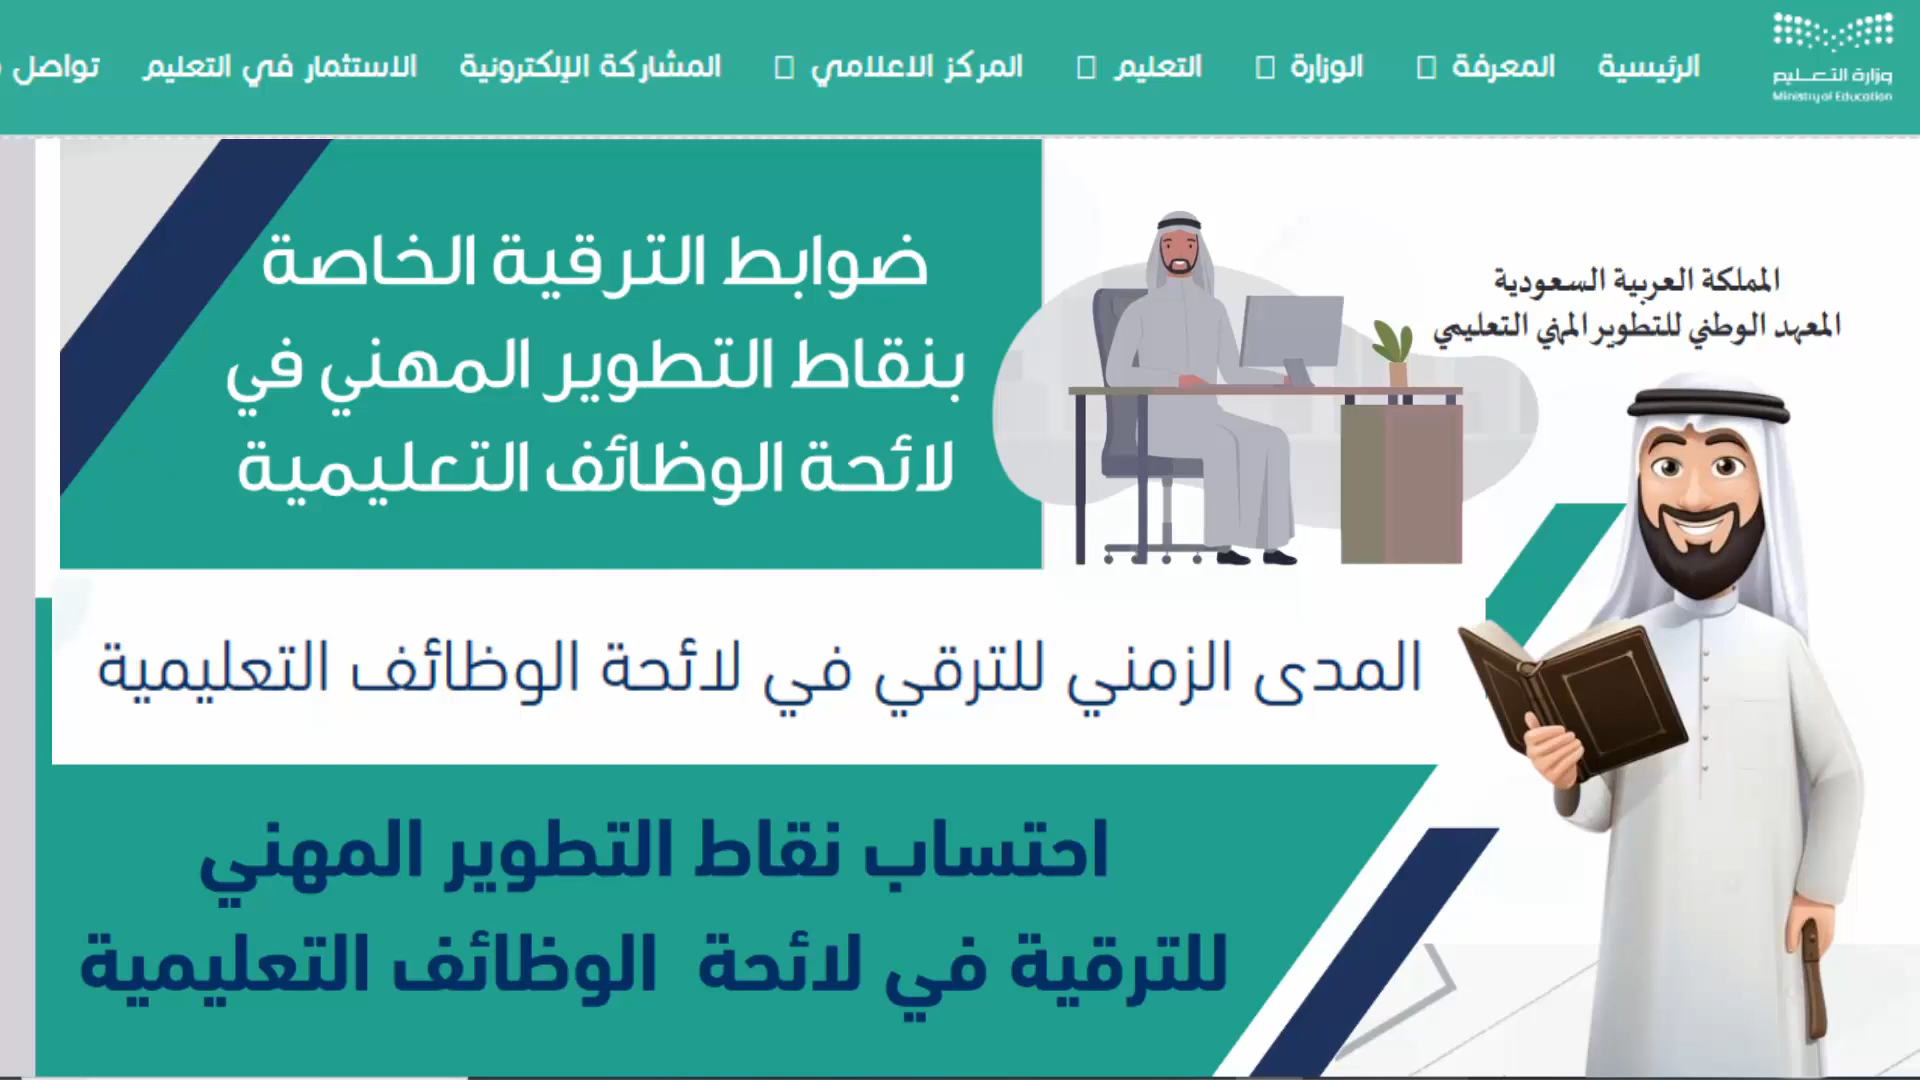 وزارة التعـــليم
Ministry of Education
الرئيسية
المعرفة
الوزارة
التعليم
المركز الاعلامي
المشاركة الإلكترونية
الاستثمار في التعليم
تواصل
المملكة العربية السعودية
المعهد الوطني للتطوير المهني التعليمي
ضوابط الترقية الخاصة
بنقاط التطوير المهني في
لائحة الوظائف التعليمية
المدى الزمني للترقي في لائحة الوظائف التعليمية
احتساب نقاط التطوير المهني
للترقية في لائحة الوظائف التعليمية